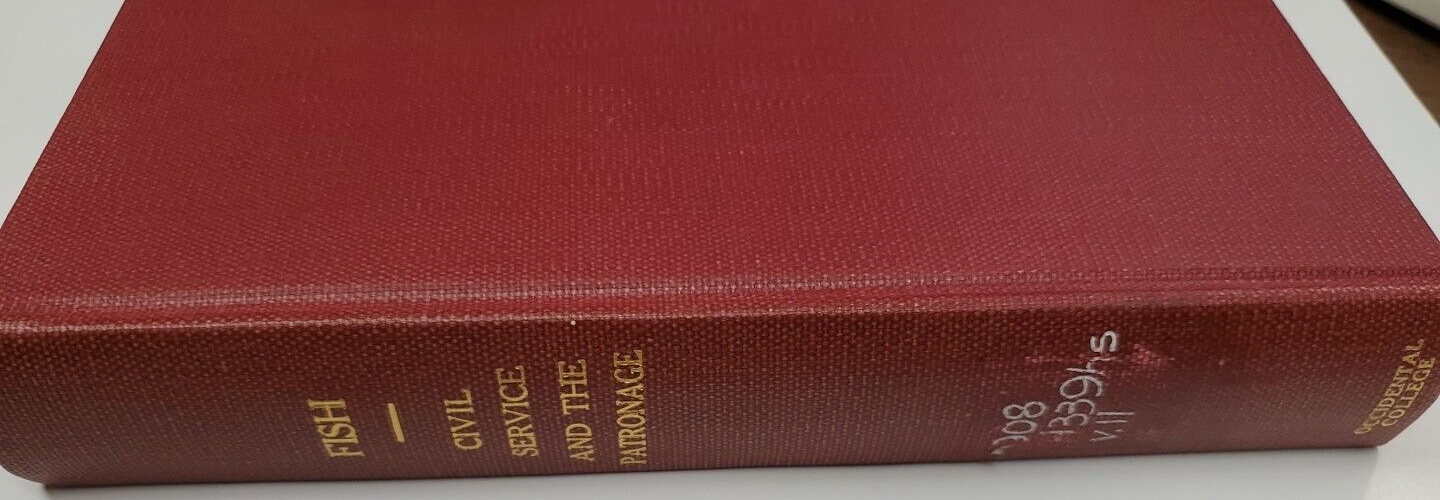 FISH
CIVIL
SERVICE
AND THE
PATRONAGE
908
v.11
OCCIDENTAL
COLLEGE